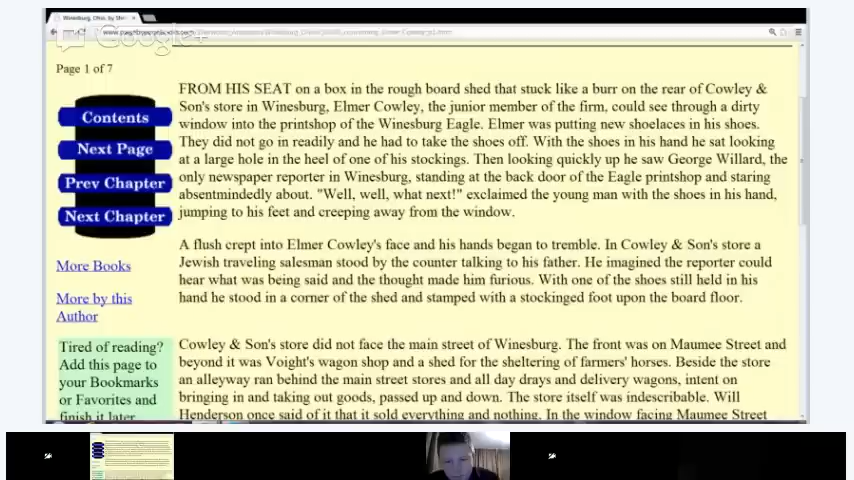 Winesburg, Ohio, by Sher
Google+
Page 1 of 7
Contents
Next Page
Prev Chapter
Next Chapter
More Books
More by this
Author
Tired of reading?
Add this page to
your Bookmarks
or Favorites and
finish it later
FROM HIS SEAT on a box in the rough board shed that stuck like a burr on the rear of Cowley &
Son's store in Winesburg, Elmer Cowley, the junior member of the firm, could see through a dirty
window into the printshop of the Winesburg Eagle. Elmer was putting new shoelaces in his shoes.
They did not go in readily and he had to take the shoes off. With the shoes in his hand he sat looking
at a large hole in the heel of one of his stockings. Then looking quickly up he saw George Willard, the
only newspaper reporter in Winesburg, standing at the back door of the Eagle printshop and staring
absentmindedly about. "Well, well, what next!" exclaimed the young man with the shoes in his hand,
jumping to his feet and creeping away from the window.
A flush crept into Elmer Cowley's face and his hands began to tremble. In Cowley & Son's store a
Jewish traveling salesman stood by the counter talking to his father. He imagined the reporter could
hear what was being said and the thought made him furious. With one of the shoes still held in his
hand he stood in a corner of the shed and stamped with a stockinged foot upon the board floor.
Cowley & Son's store did not face the main street of Winesburg. The front was on Maumee Street and
beyond it was Voight's wagon shop and a shed for the sheltering of farmers' horses. Beside the store
an alleyway ran behind the main street stores and all day drays and delivery wagons, intent on
bringing in and taking out goods, passed up and down. The store itself was indescribable. Will
Henderson once said of it that it sold everything and nothing. In the window facing Maumee Street